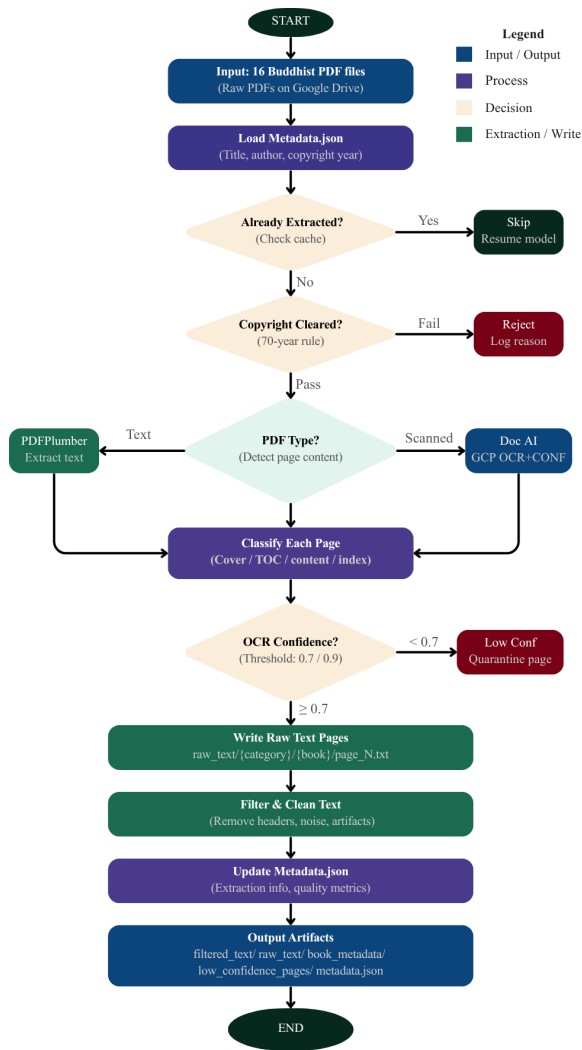 START
Legend
Input / Output
Process
Decision
Extraction / Write
Input: 16 Buddhist PDF files
(Raw PDFs on Google Drive)
Load Metadata.json
(Title, author, copyright year)
Already Extracted?
(Check cache)
Yes
Skip
Resume model
No
Copyright Cleared?
(70-year rule)
Fail
Reject
Log reason
Pass
PDFPlumber
Extract text
Text
PDF Type?
(Detect page content)
Scanned
Doc AI
GCP OCR+CONF
Classify Each Page
(Cover / TOC / content / index)
OCR Confidence?
(Threshold: 0.7 / 0.9)
< 0.7
Low Conf
Quarantine page
≥ 0.7
Write Raw Text Pages
raw_text/{category}/{book}/page_N.txt
Filter & Clean Text
(Remove headers, noise, artifacts)
Update Metadata.json
(Extraction info, quality metrics)
Output Artifacts
filtered_text/ raw_text/ book_metadata/
low_confidence_pages/ metadata.json
END